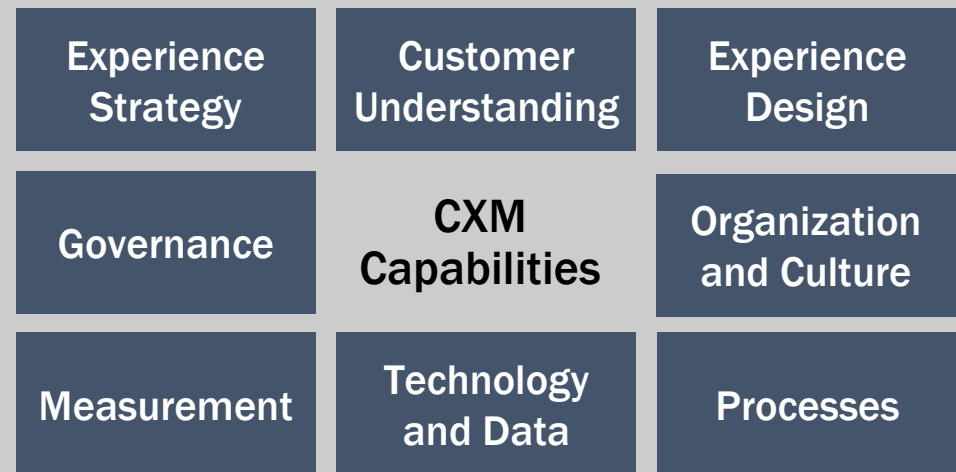 Experience
Strategy
Customer
Understanding
Experience
Design
Governance
CXM
Capabilities
Organization
and Culture
Measurement
Technology
and Data
Processes